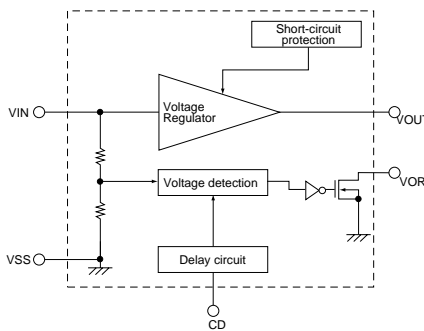 Short-circuit
protection
VIN
Voltage
Regulator
VOUT
Voltage detection
VOR
VSS
Delay circuit
CD